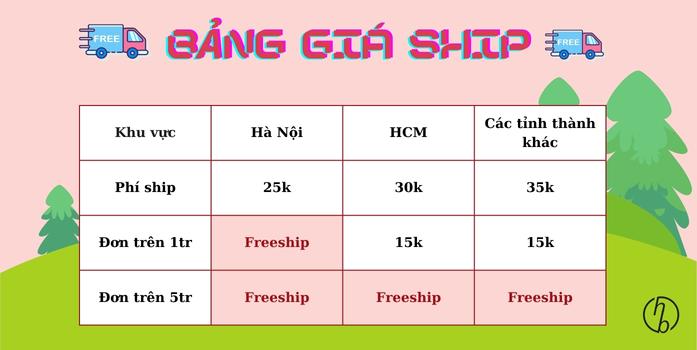 FREE
BẢNG GIÁ SHIP
FREE
Khu vực Hà Nội HCM Các tỉnh thành
khác
Phí ship 25k 30k 35k
Đơn trên 1tr Freeship 15k 15k
Đơn trên 5tr Freeship Freeship Freeship
hb